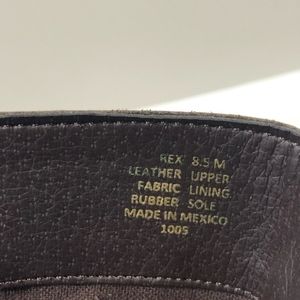 REX 8.5 M
LEATHER UPPER
FABRIC LINING
RUBBER SOLE
MADE IN MEXICO
1005